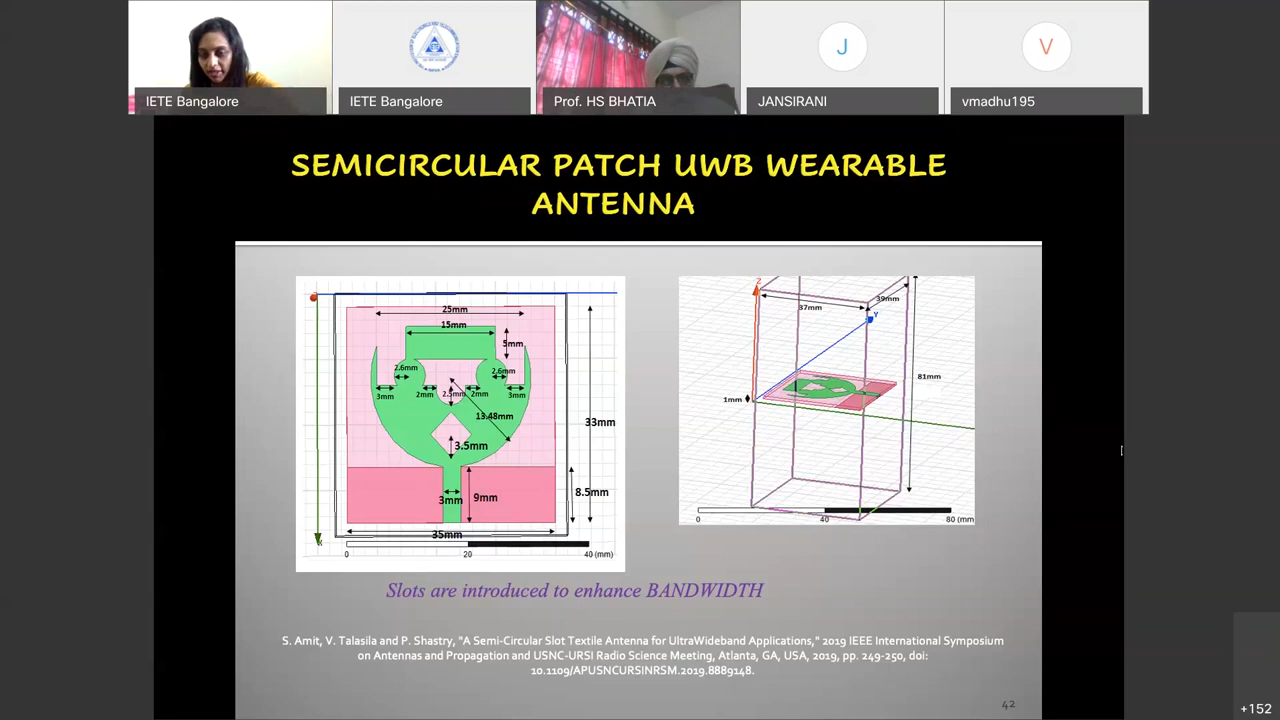 IETE Bangalore
IETE Bangalore
Prof. HS BHATIA
J
JANSIRANI
V
vmadhu195
SEMICIRCULAR PATCH UWB WEARABLE
ANTENNA
25mm
15mm
5mm
2.6mm
2.6mm
3mm
2mm
2.5mm
2mm
3mm
13.48mm
33mm
3.5mm
8.5mm
3mm
9mm
35mm
0
20
40 (mm)
Z
39mm
37mm
Y
81mm
1mm
0
40
80 (mm
Slots are introduced to enhance BANDWIDTH
S. Amit, V. Talasila and P. Shastry, "A Semi-Circular Slot Textile Antenna for UltraWideband Applications," 2019 IEEE International Symposium
on Antennas and Propagation and USNC-URSI Radio Science Meeting, Atlanta, GA, USA, 2019, pp. 249-250, doi:
10.1109/APUSNCURSINRSM.2019.8889148.
42
+152